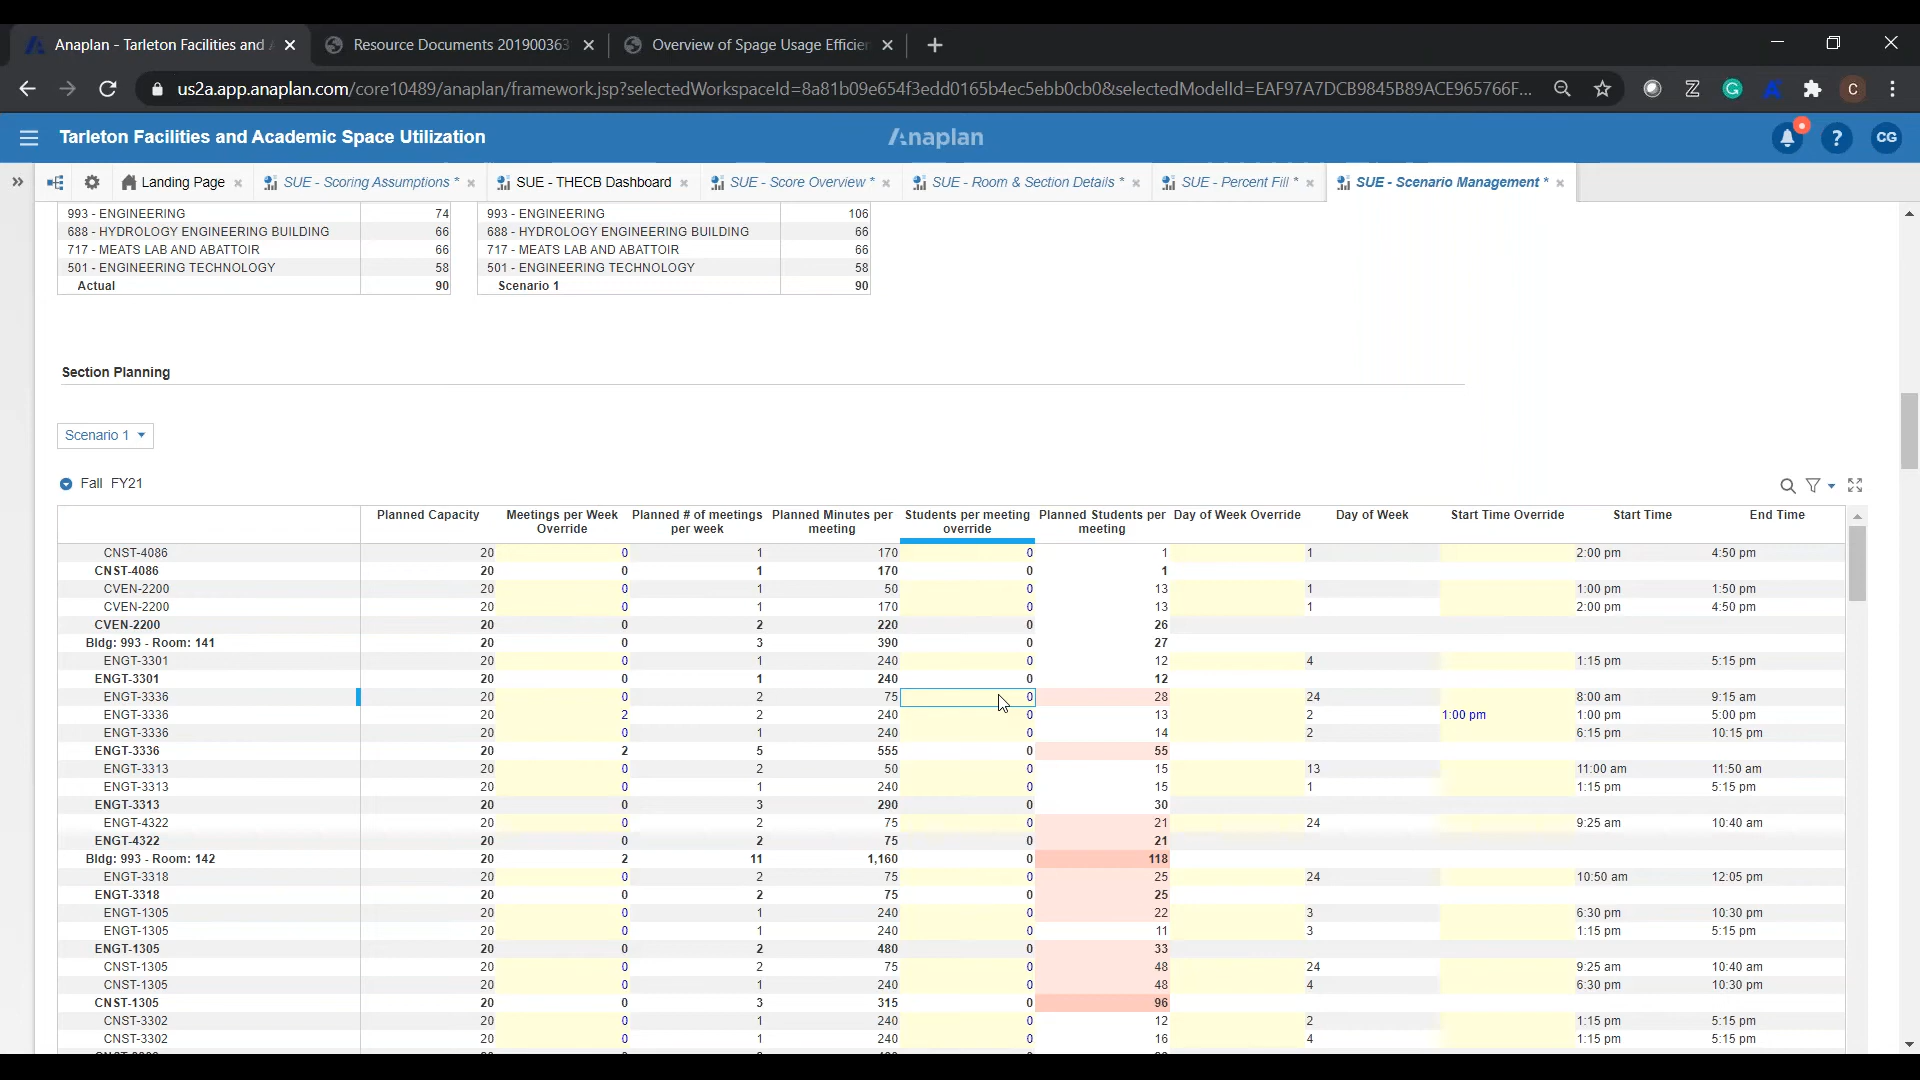 Anaplan - Tarleton Facilities and
Resource Documents 201900363
Overview of Spage Usage Efficien
us2a.app.anaplan.com/core10489/anaplan/framework.jsp?selectedWorkspaceId=8a81b09e654f3edd0165b4ec5ebb0cb0&selectedModelId=EAF97A7DCB9845B89ACE965766F...
C
Tarleton Facilities and Academic Space Utilization
Anaplan
?
CG
Landing Page
SUE - Scoring Assumptions *
SUE - THECB Dashboard
SUE - Score Overview *
SUE - Room & Section Details *
SUE - Percent Fill *
SUE - Scenario Management *
993 - ENGINEERING 74 993 - ENGINEERING 106
688 - HYDROLOGY ENGINEERING BUILDING 66 688 - HYDROLOGY ENGINEERING BUILDING 66
717 - MEATS LAB AND ABATTOIR 66 717 - MEATS LAB AND ABATTOIR 66
501 - ENGINEERING TECHNOLOGY 58 501 - ENGINEERING TECHNOLOGY 58
Actual 90 Scenario 1 90
Section Planning
Scenario 1
Fall FY21
Planned Capacity Meetings per Week Override Planned # of meetings per week Planned Minutes per meeting Students per meeting override Planned Students per meeting Day of Week Override Day of Week Start Time Override Start Time End Time
CNST-4086 20 0 1 170 0 1 1 2:00 pm 4:50 pm
CNST-4086 20 0 1 170 0 1
CVEN-2200 20 0 1 50 0 13 1 1:00 pm 1:50 pm
CVEN-2200 20 0 1 170 0 13 1 2:00 pm 4:50 pm
CVEN-2200 20 0 2 220 0 26
Bldg: 993 - Room: 141 20 0 3 390 0 27
ENGT-3301 20 0 1 240 0 12 4 1:15 pm 5:15 pm
ENGT-3301 20 0 1 240 0 12
ENGT-3336 20 0 2 75 0 28 24 8:00 am 9:15 am
ENGT-3336 20 2 2 240 0 13 2 1:00 pm 1:00 pm 5:00 pm
ENGT-3336 20 0 1 240 0 14 2 6:15 pm 10:15 pm
ENGT-3336 20 2 5 555 0 55
ENGT-3313 20 0 2 50 0 15 13 11:00 am 11:50 am
ENGT-3313 20 0 1 240 0 15 1 1:15 pm 5:15 pm
ENGT-3313 20 0 3 290 0 30
ENGT-4322 20 0 2 75 0 21 24 9:25 am 10:40 am
ENGT-4322 20 0 2 75 0 21
Bldg: 993 - Room: 142 20 2 11 1,160 0 118
ENGT-3318 20 0 2 75 0 25 24 10:50 am 12:05 pm
ENGT-3318 20 0 2 75 0 25
ENGT-1305 20 0 1 240 0 22 3 6:30 pm 10:30 pm
ENGT-1305 20 0 1 240 0 11 3 1:15 pm 5:15 pm
ENGT-1305 20 0 2 480 0 33
CNST-1305 20 0 2 75 0 48 24 9:25 am 10:40 am
CNST-1305 20 0 1 240 0 48 4 6:30 pm 10:30 pm
CNST-1305 20 0 3 315 0 96
CNST-3302 20 0 1 240 0 12 2 1:15 pm 5:15 pm
CNST-3302 20 0 1 240 0 16 4 1:15 pm 5:15 pm